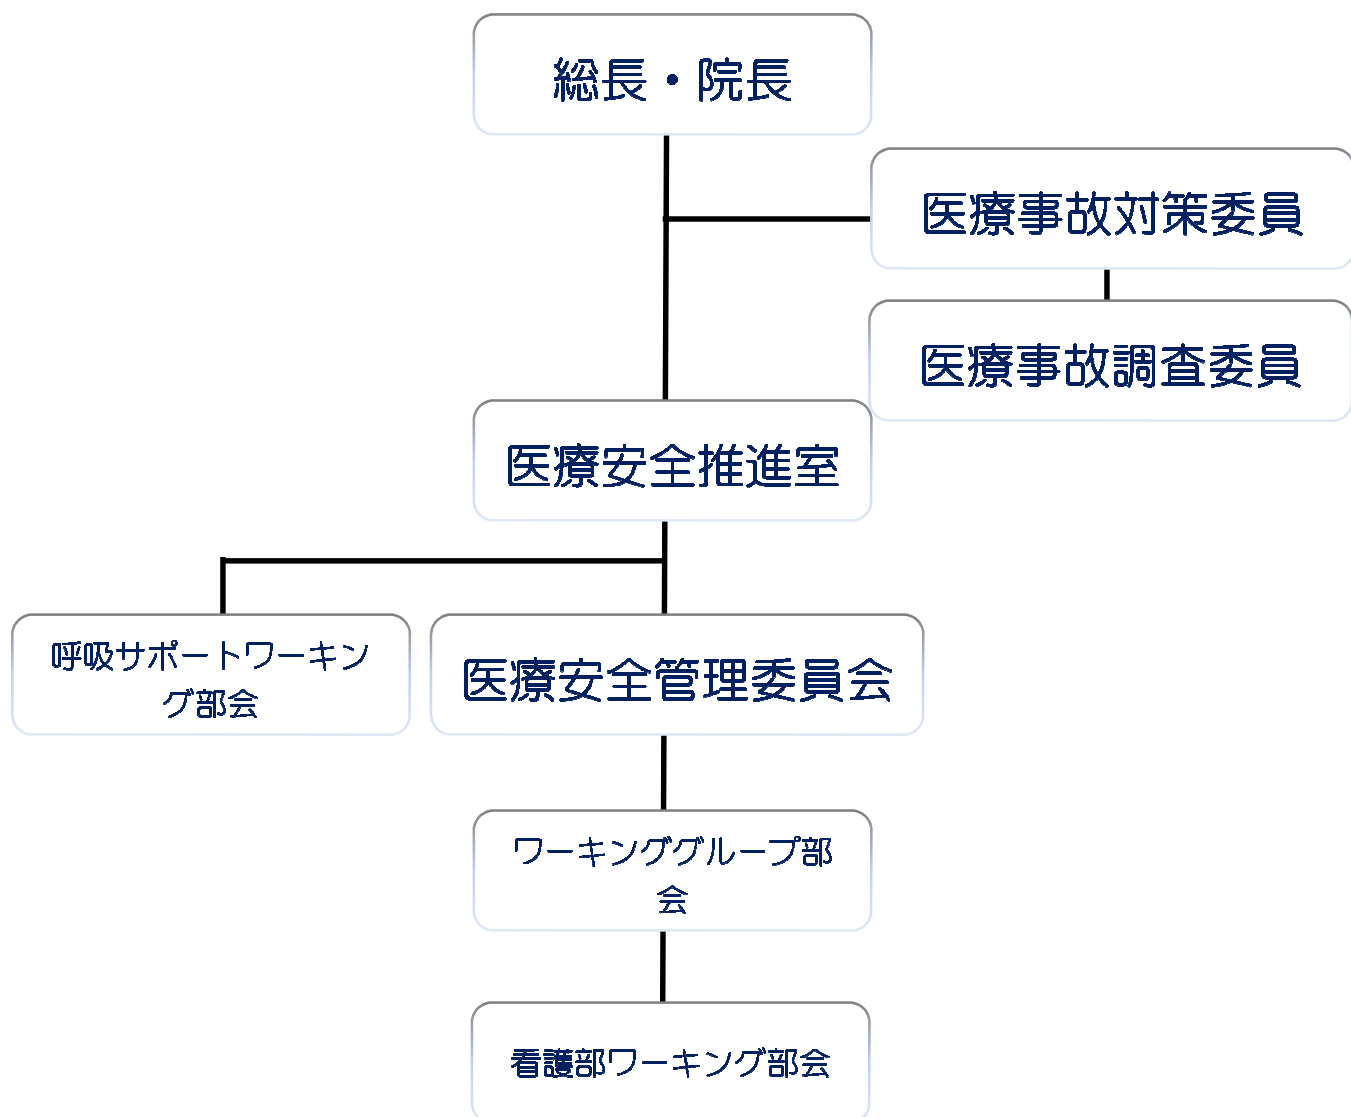 総長・院長
医療事故対策委員
医療事故調査委員
医療安全推進室
呼吸サポートワーキン
グ部会
医療安全管理委員会
ワーキンググループ部
会
看護部ワーキング部会